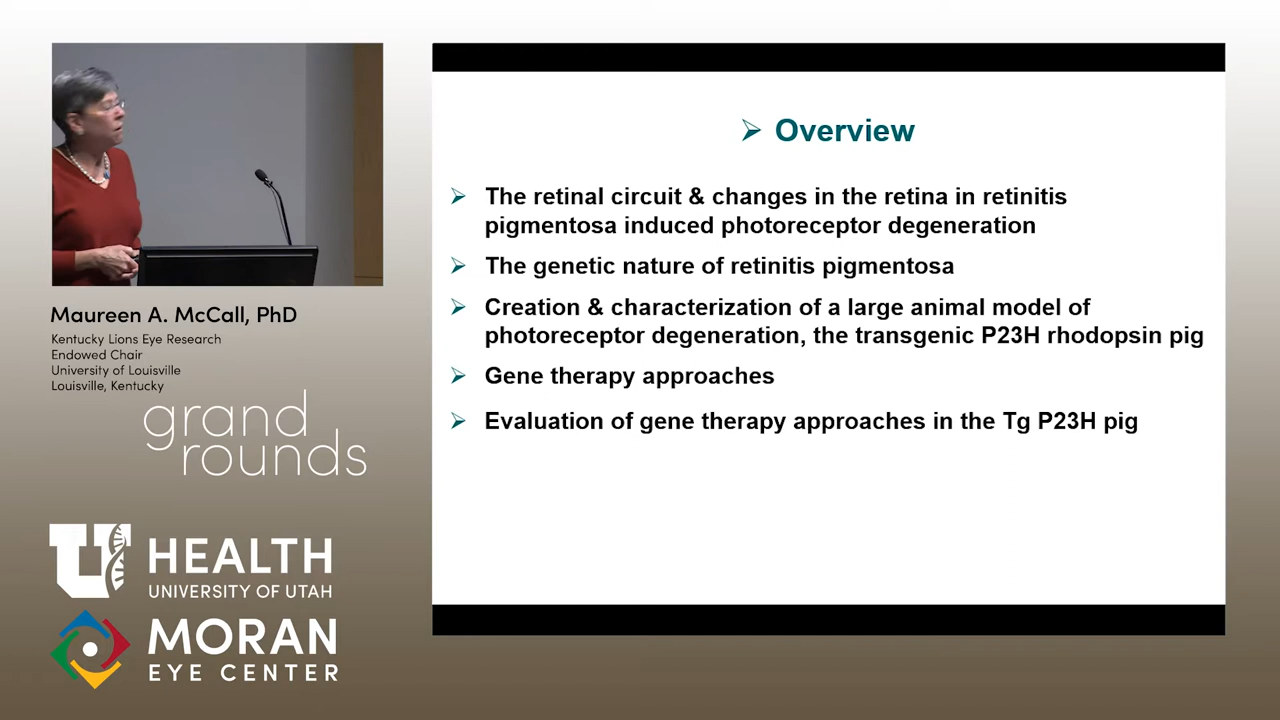 Maureen A. McCall, PhD
Kentucky Lions Eye Research
Endowed Chair
University of Louisville
Louisville, Kentucky
grand
rounds
U HEALTH
UNIVERSITY OF UTAH
MORAN
EYE CENTER
Overview
The retinal circuit & changes in the retina in retinitis
pigmentosa induced photoreceptor degeneration
The genetic nature of retinitis pigmentosa
Creation & characterization of a large animal model of
photoreceptor degeneration, the transgenic P23H rhodopsin pig
Gene therapy approaches
Evaluation of gene therapy approaches in the Tg P23H pig